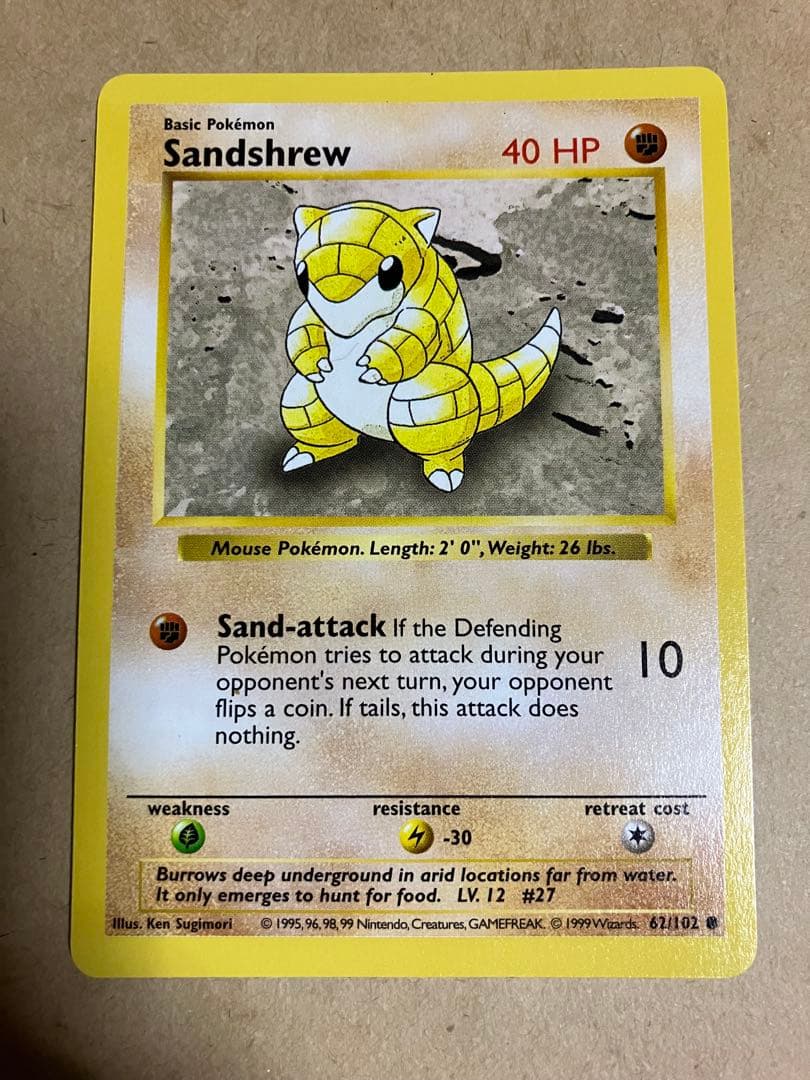 Basic Pokémon
Sandshrew 40 HP
Mouse Pokémon. Length: 2' 0", Weight: 26 lbs.
Sand-attack If the Defending
Pokémon tries to attack during your
opponent's next turn, your opponent
flips a coin. If tails, this attack does
nothing.
10
weakness resistance retreat cost
-30
Burrows deep underground in arid locations far from water.
It only emerges to hunt for food. LV. 12 #27
Illus. Ken Sugimori © 1995, 96, 98, 99 Nintendo, Creatures, GAMEFREAK. © 1999 Wizards. 62/102